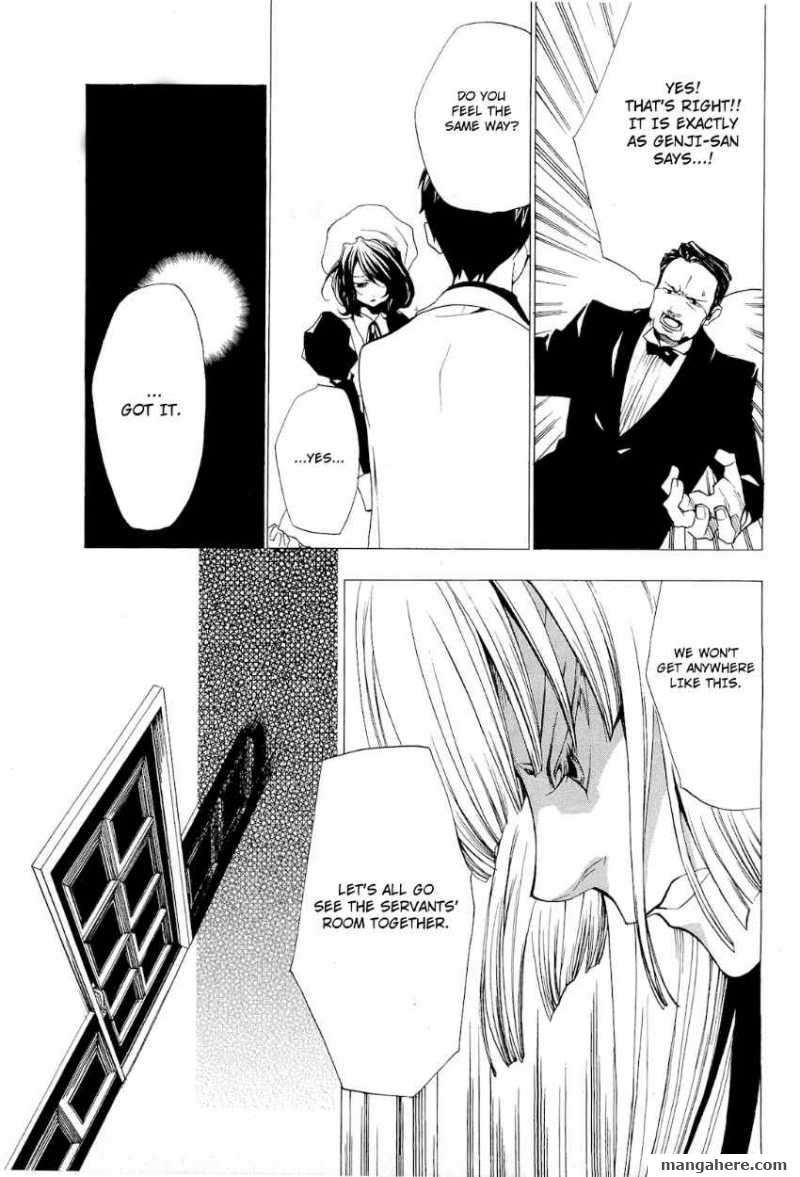 YES!
THAT'S RIGHT!!
IT IS EXACTLY
AS GENJI-SAN
SAYS...!
DO YOU
FEEL THE
SAME WAY?
...YES...
...
GOT IT.
WE WON'T
GET ANYWHERE
LIKE THIS.
LET'S ALL GO
SEE THE SERVANTS'
ROOM TOGETHER.
mangahere.com